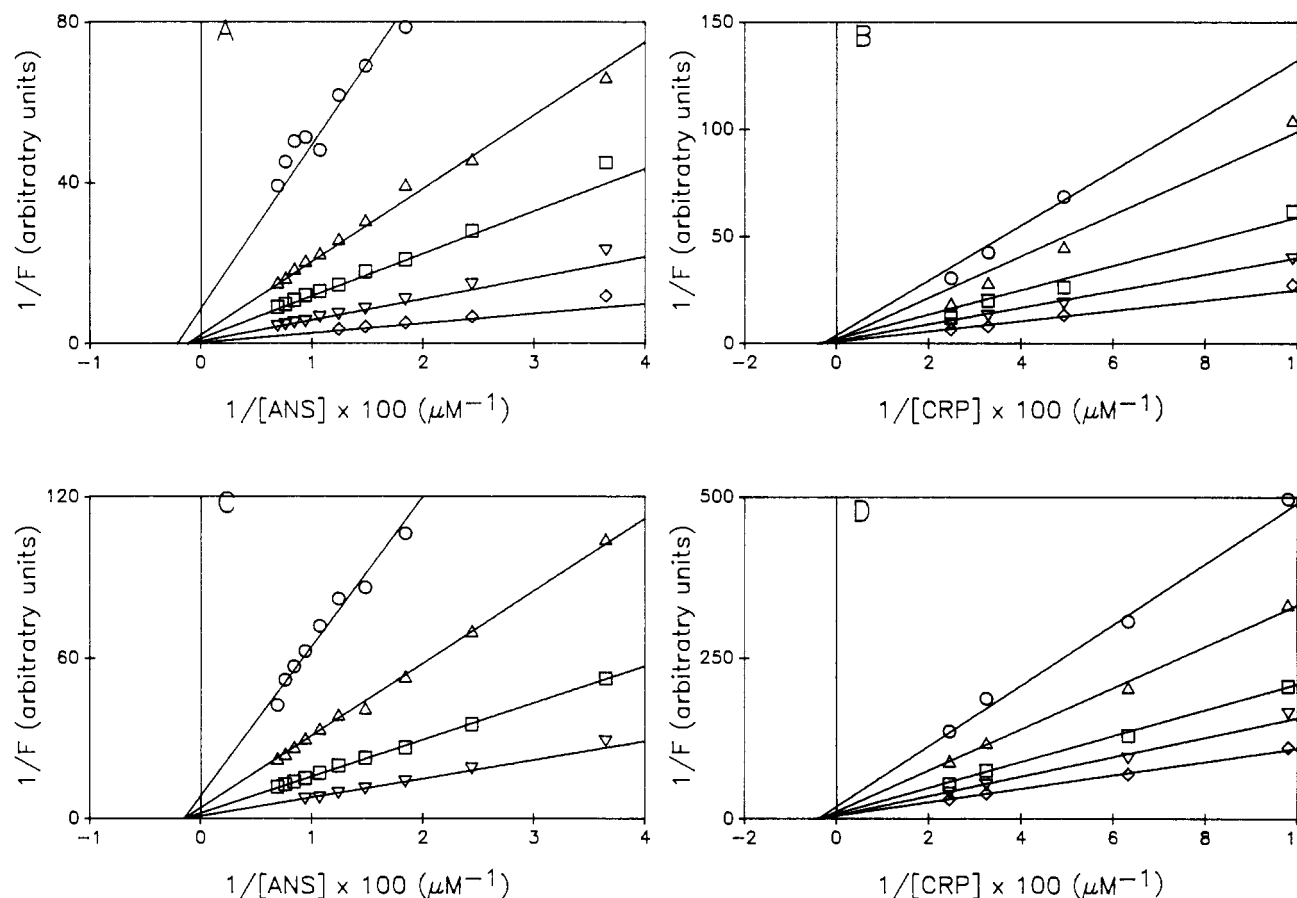 A
1/F (arbitratry units)
80
40
0
-1 0 1 2 3 4
1/[ANS] x 100 (μM⁻¹)
B
1/F (arbitratry units)
150
100
50
0
-2 0 2 4 6 8 10
1/[CRP] x 100 (μM⁻¹)
C
1/F (arbitratry units)
120
60
0
-1 0 1 2 3 4
1/[ANS] x 100 (μM⁻¹)
D
1/F (arbitratry units)
500
250
0
-2 0 2 4 6 8 10
1/[CRP] x 100 (μM⁻¹)